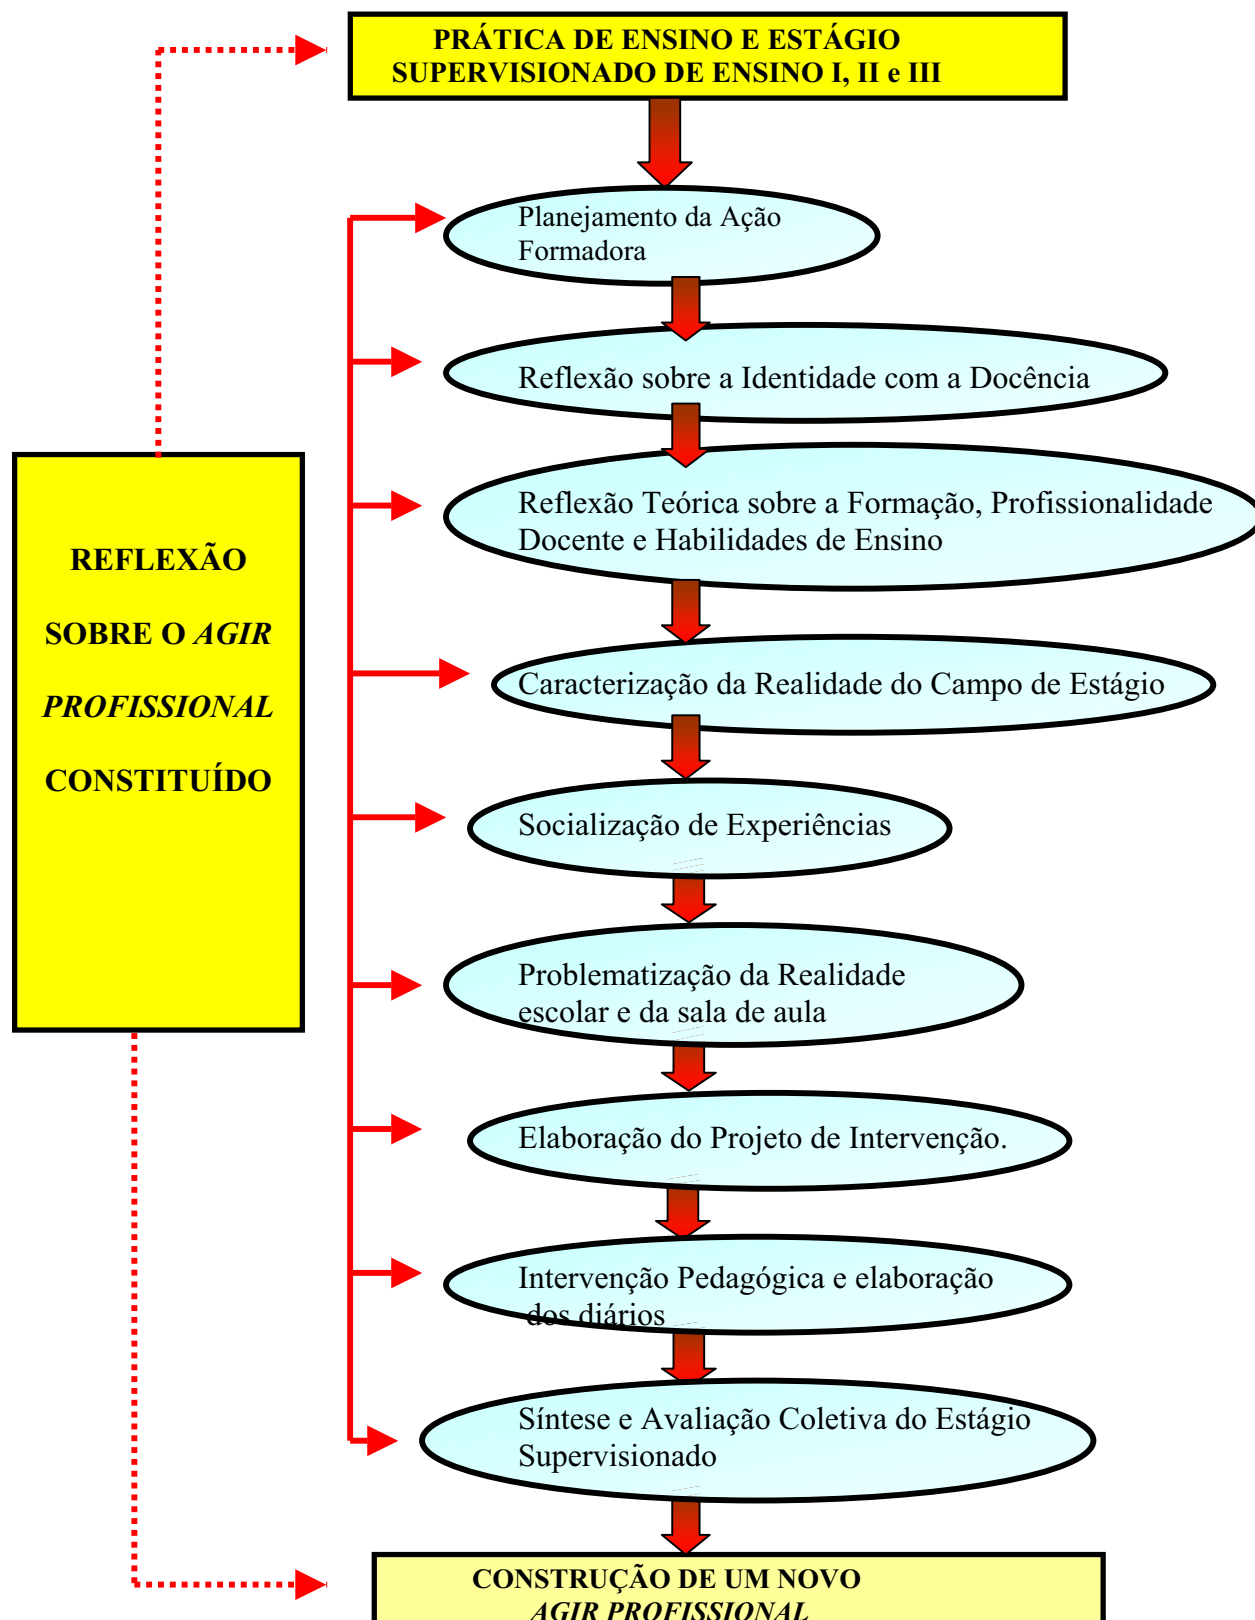 PRÁTICA DE ENSINO E ESTÁGIO
SUPERVISIONADO DE ENSINO I, II e III
Planejamento da Ação
Formadora
Reflexão sobre a Identidade com a Docência
Reflexão Teórica sobre a Formação, Profissionalidade
Docente e Habilidades de Ensino
REFLEXÃO
SOBRE O AGIR
PROFISSIONAL
CONSTITUÍDO
Caracterização da Realidade do Campo de Estágio
Socialização de Experiências
Problematização da Realidade
escolar e da sala de aula
Elaboração do Projeto de Intervenção.
Intervenção Pedagógica e elaboração
dos diários
Síntese e Avaliação Coletiva do Estágio
Supervisionado
CONSTRUÇÃO DE UM NOVO
AGIR PROFISSIONAL